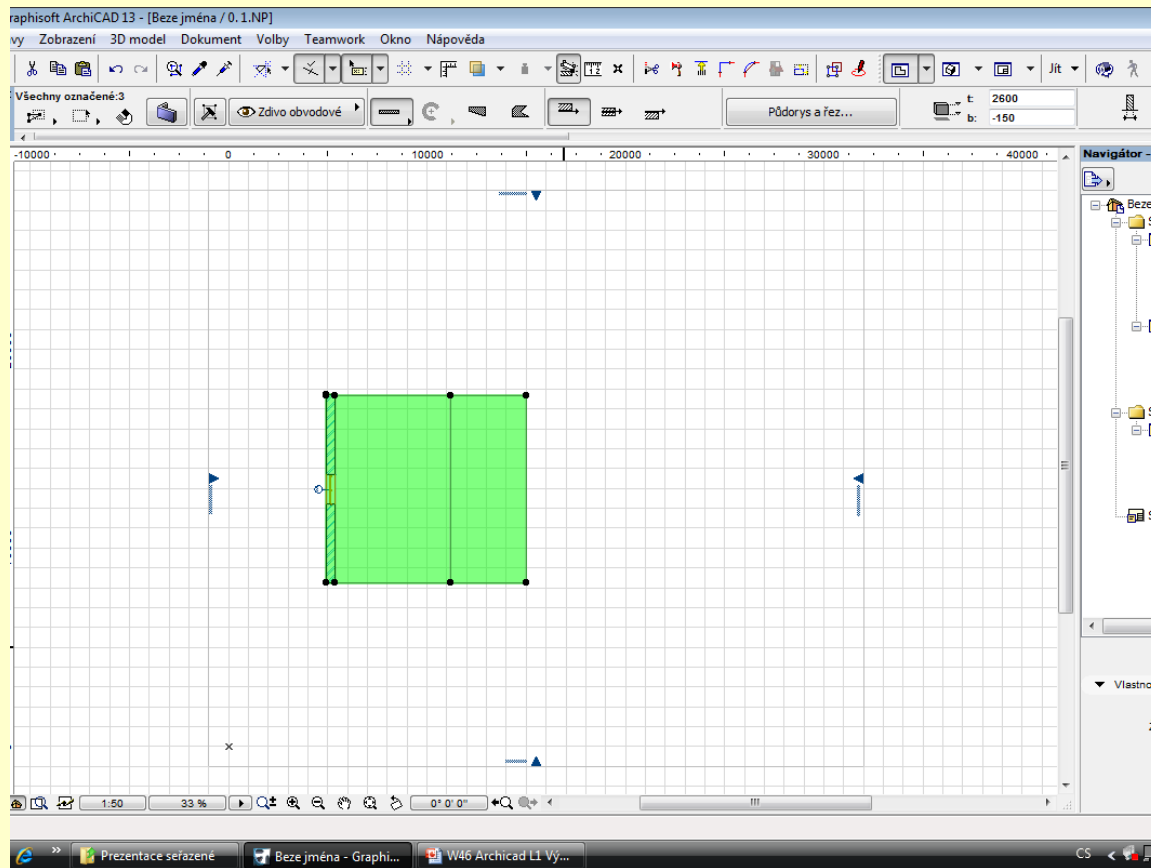 raphisoft ArchiCAD 13 - [Beze jména / 0. 1.NP]
vy Zobrazení 3D model Dokument Volby Teamwork Okno Nápověda
Jít
Všechny označené:3
Zdivo obvodové
Půdorys a řez...
t: 2600
b: -150
-10000 0 10000 20000 30000 40000
Navigátor -
Beze
S
S
S
Vlastno
1:50 33 % 0° 0' 0"
Prezentace seřazené Beze jména - Graphi... W46 Archicad L1 Vý... CS